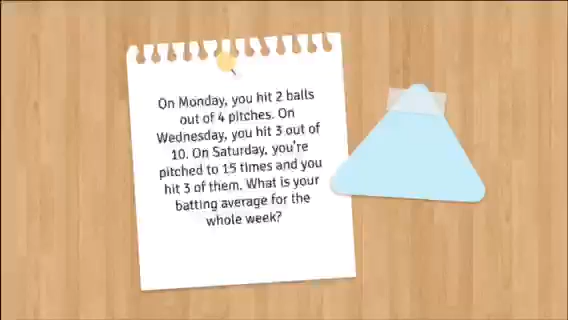 On Monday, you hit 2 balls
out of 4 pitches. On
Wednesday, you hit 3 out of
10. On Saturday, you're
pitched to 15 times and you
hit 3 of them. What is your
batting average for the
whole week?